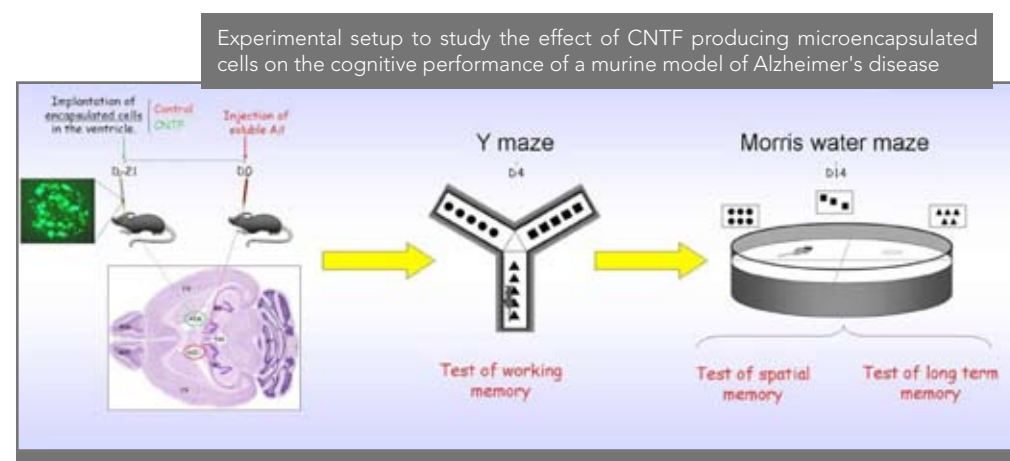 Experimental setup to study the effect of CNTF producing microencapsulated
cells on the cognitive performance of a murine model of Alzheimer's disease
Implantation of
encapsulated cells
in the ventricle.
Control
CNTF
Injection of
soluble Aβ
D-21
D0
Y maze
D4
Test of working
memory
Morris water maze
D14
Test of spatial
memory
Test of long term
memory